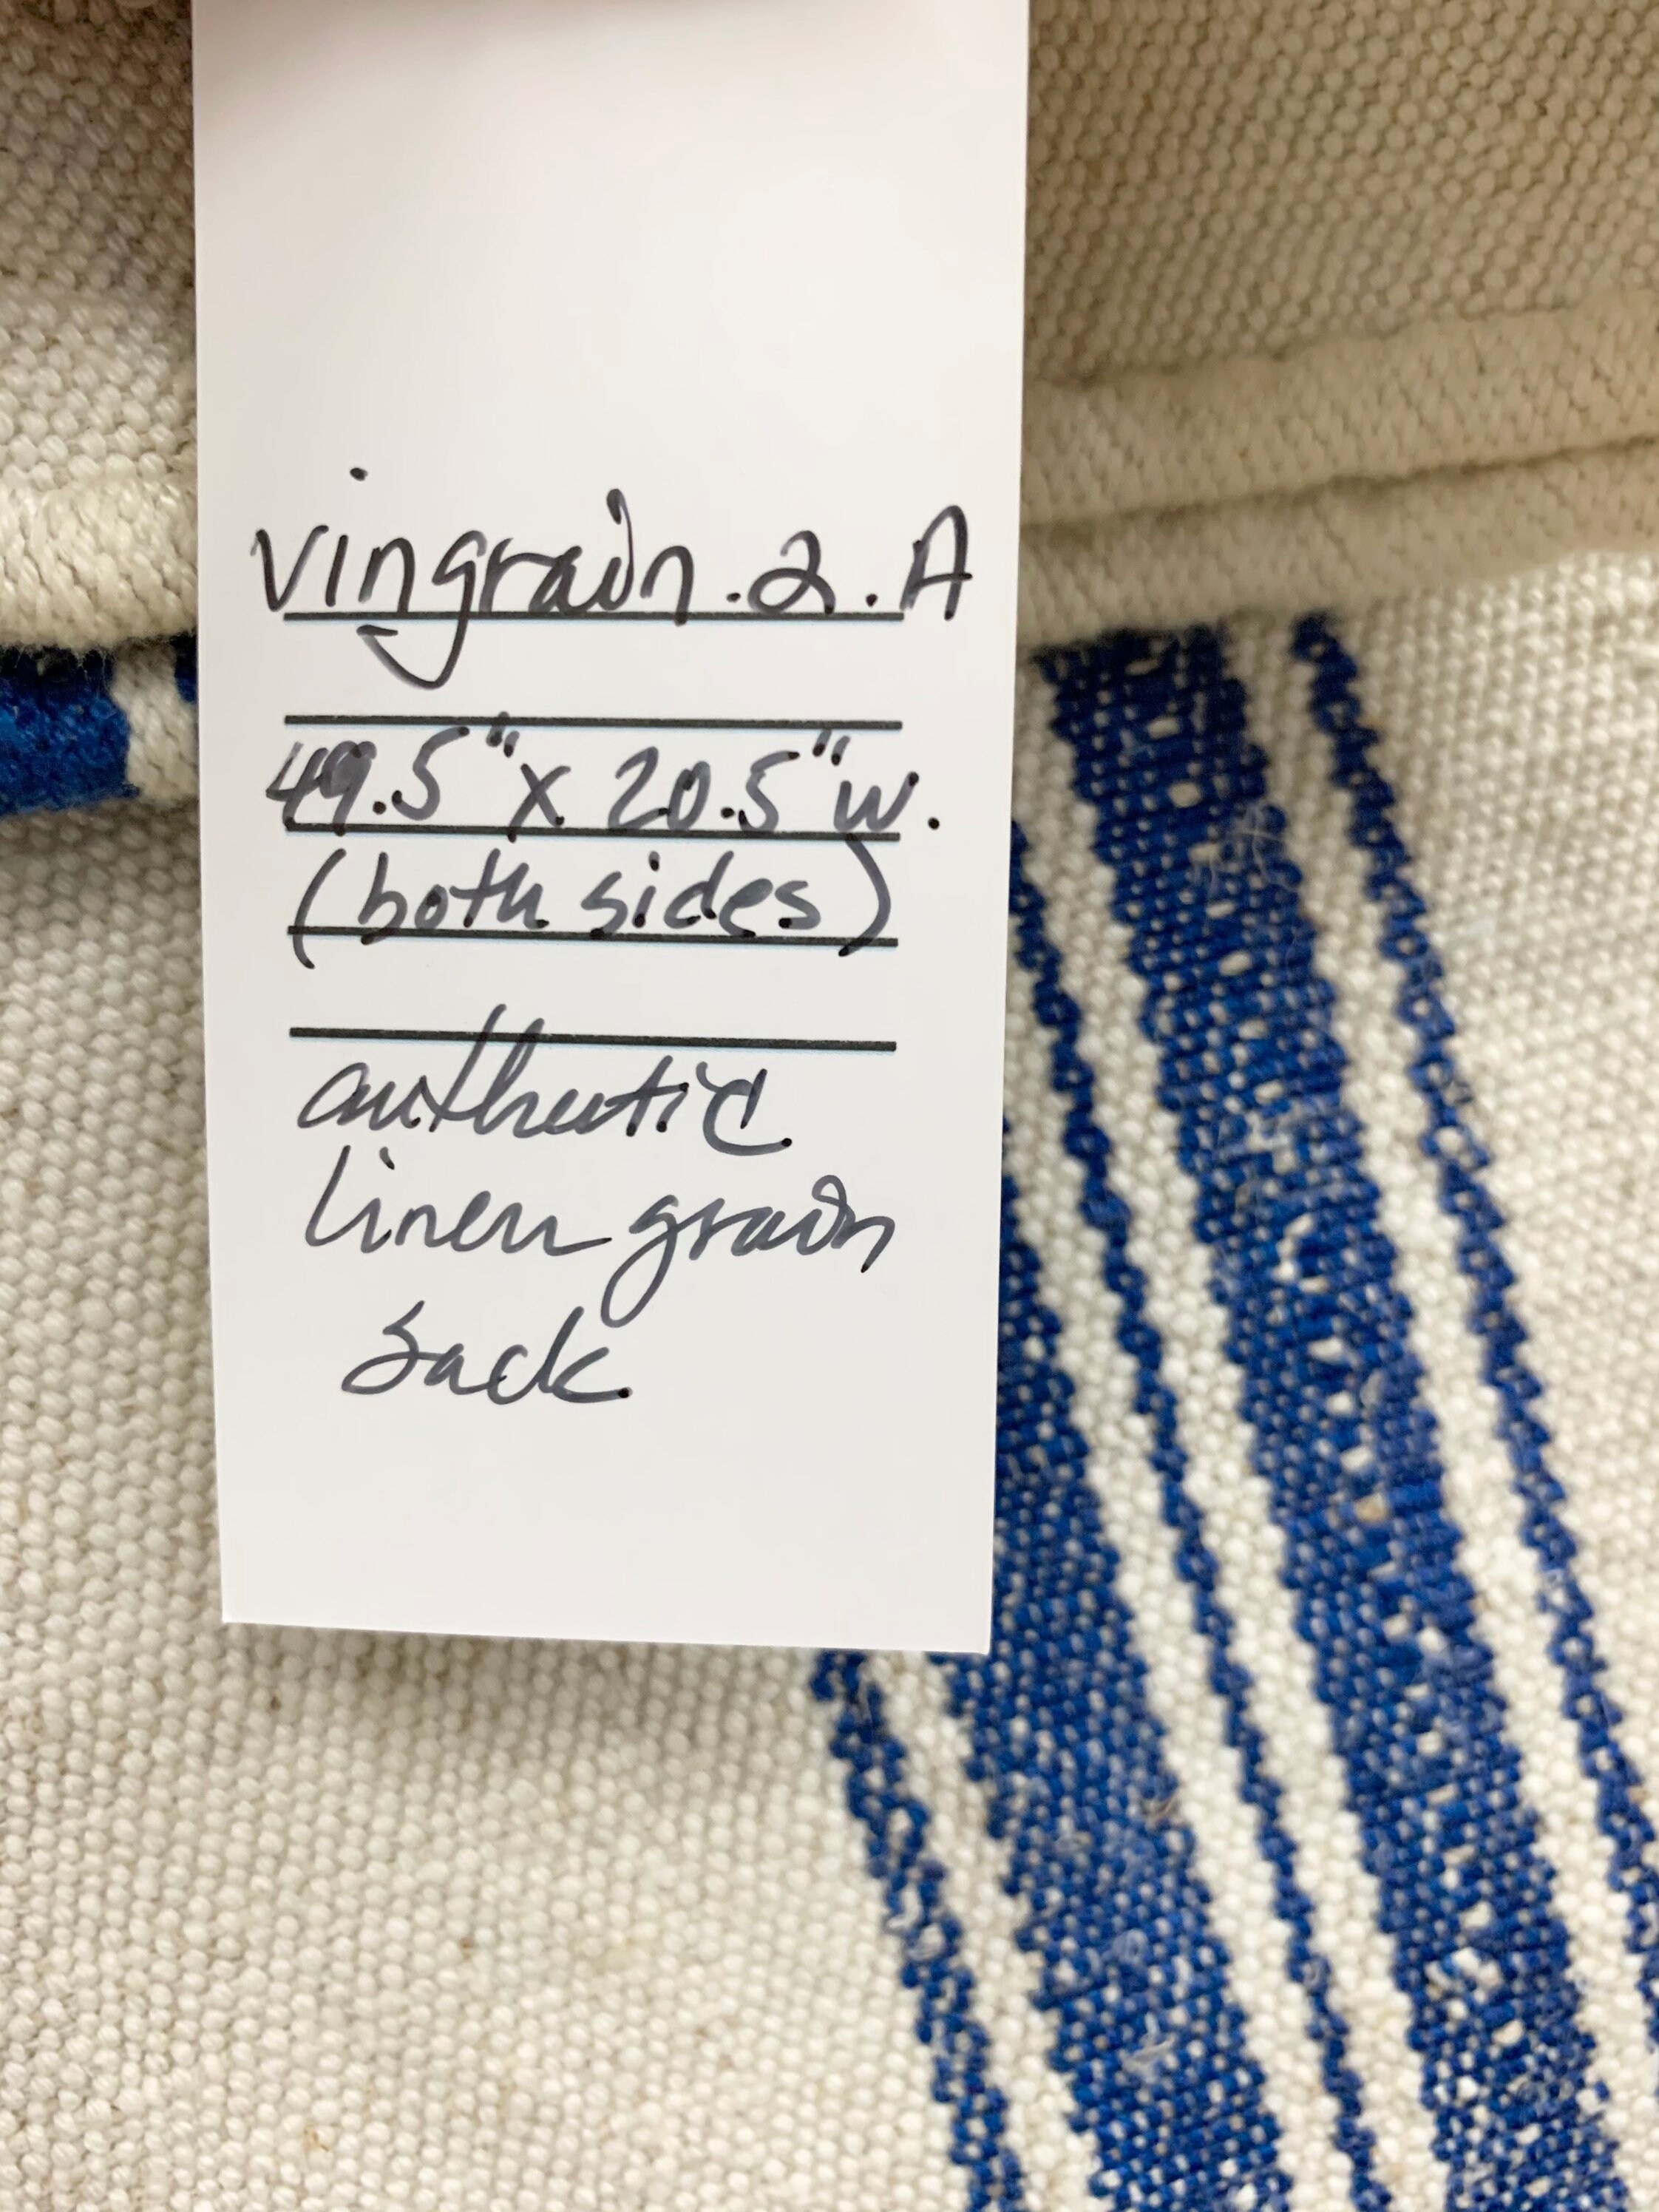 vingrain.2.A
49.5" x 20.5" w.
(both sides)
authentic
linen grain
sack